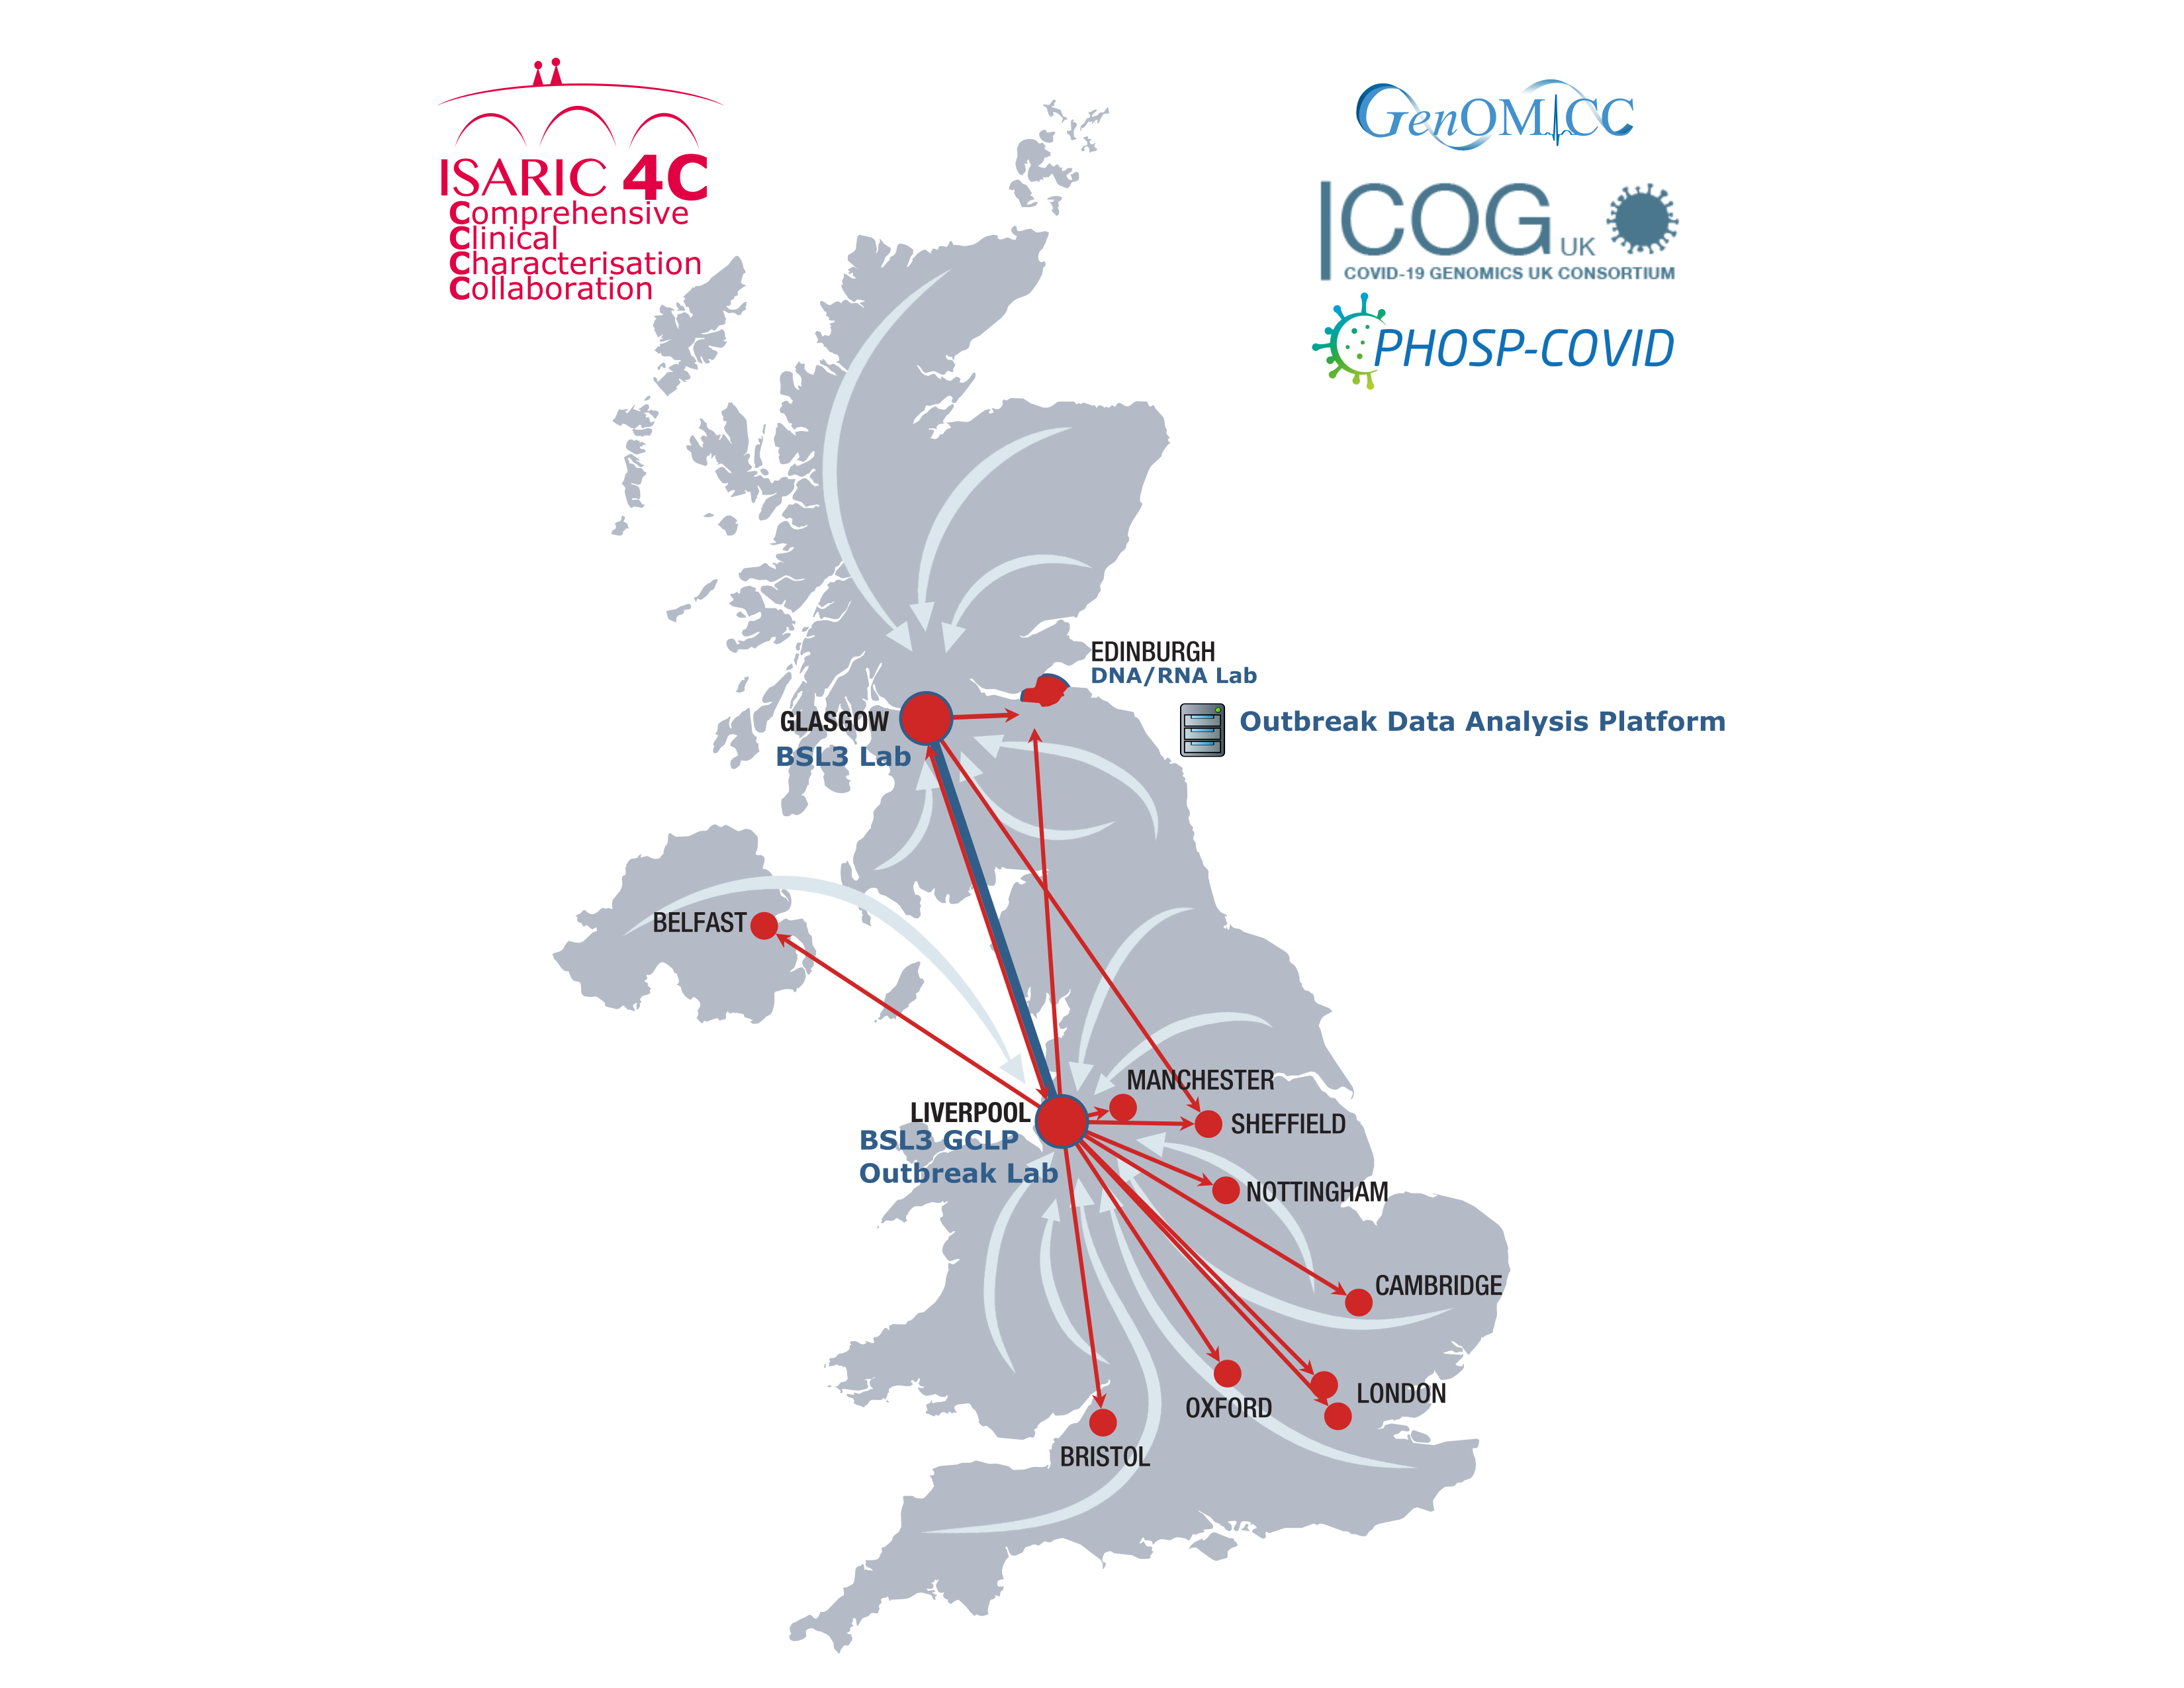 ISARIC 4C
Comprehensive
Clinical
Characterisation
Collaboration
GenOMICC
COG UK
COVID-19 GENOMICS UK CONSORTIUM
PHOSP-COVID
EDINBURGH
DNA/RNA Lab
GLASGOW
BSL3 Lab
Outbreak Data Analysis Platform
BELFAST
MANCHESTER
LIVERPOOL
SHEFFIELD
BSL3 GCLP
Outbreak Lab
NOTTINGHAM
CAMBRIDGE
LONDON
OXFORD
BRISTOL